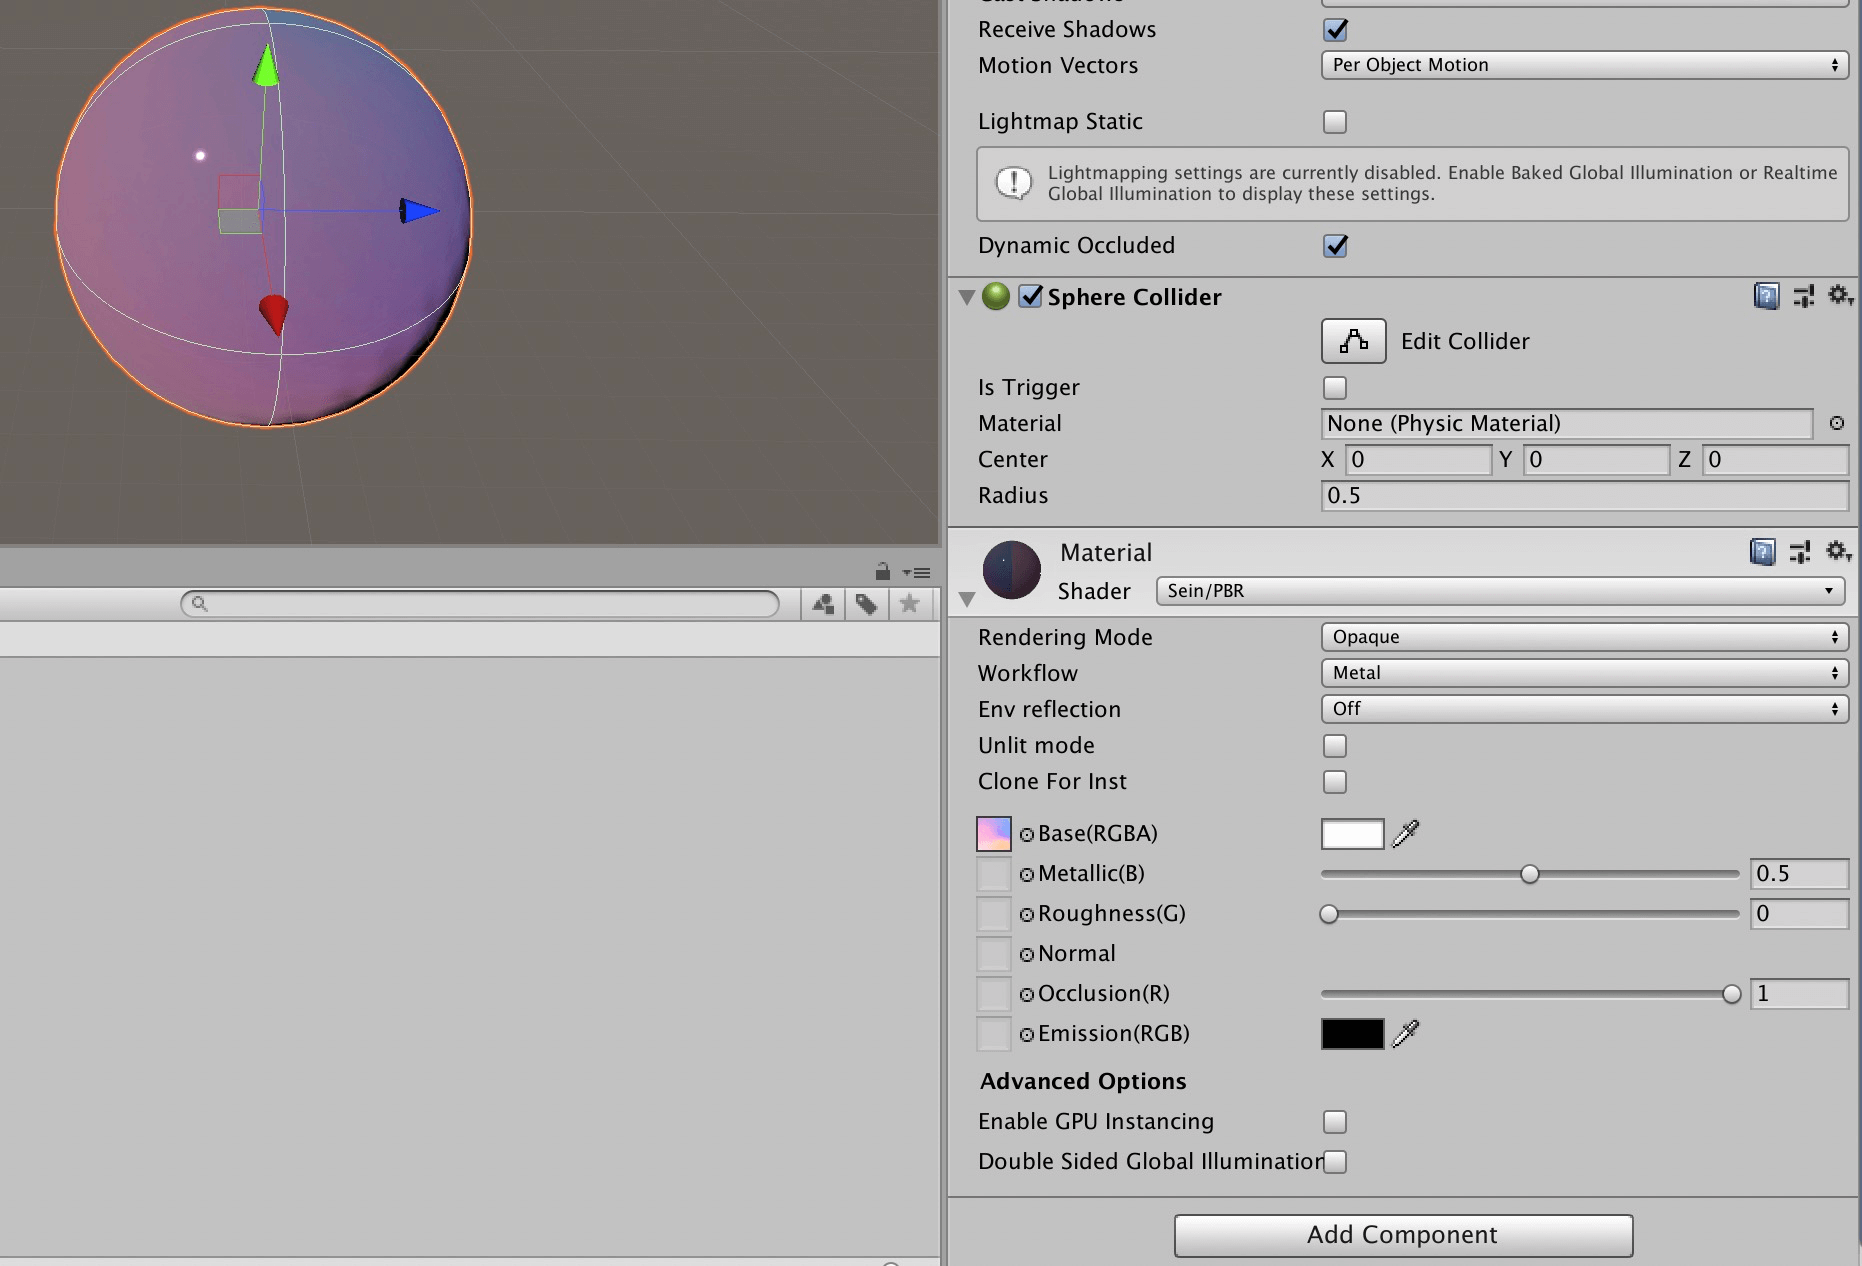 Receive Shadows
Motion Vectors Per Object Motion
Lightmap Static
Lightmapping settings are currently disabled. Enable Baked Global Illumination or Realtime
Global Illumination to display these settings.
Dynamic Occluded
Sphere Collider
Edit Collider
Is Trigger
Material None (Physic Material)
Center X 0 Y 0 Z 0
Radius 0.5
Material
Shader Sein/PBR
Rendering Mode Opaque
Workflow Metal
Env reflection Off
Unlit mode
Clone For Inst
Base(RGBA)
Metallic(B) 0.5
Roughness(G) 0
Normal
Occlusion(R) 1
Emission(RGB)
Advanced Options
Enable GPU Instancing
Double Sided Global Illumination
Add Component